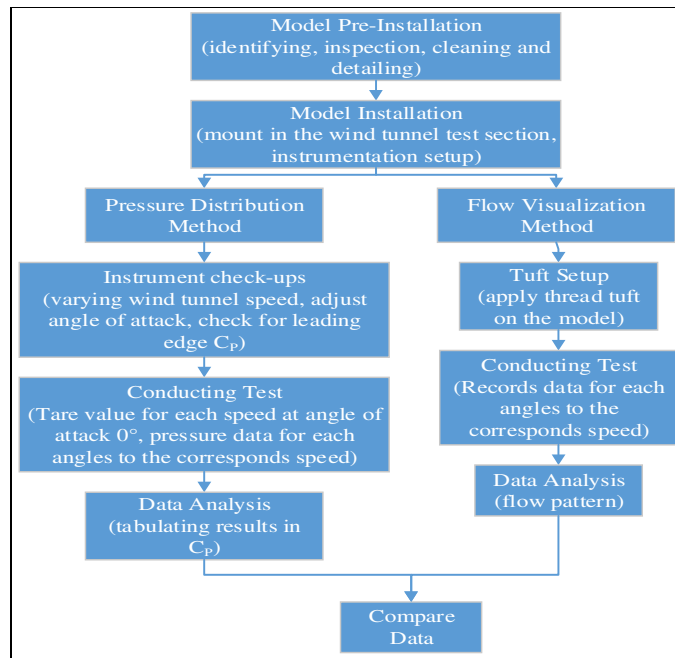 Model Pre-Installation
(identifying, inspection, cleaning and
detailing)
Model Installation
(mount in the wind tunnel test section,
instrumentation setup)
Pressure Distribution
Method
Instrument check-ups
(varying wind tunnel speed, adjust
angle of attack, check for leading
edge CP)
Conducting Test
(Tare value for each speed at angle of
attack 0°, pressure data for each
angles to the corresponds speed)
Data Analysis
(tabulating results in
CP)
Flow Visualization
Method
Tuft Setup
(apply thread tuft
on the model)
Conducting Test
(Records data for each
angles to the
corresponds speed)
Data Analysis
(flow pattern)
Compare
Data